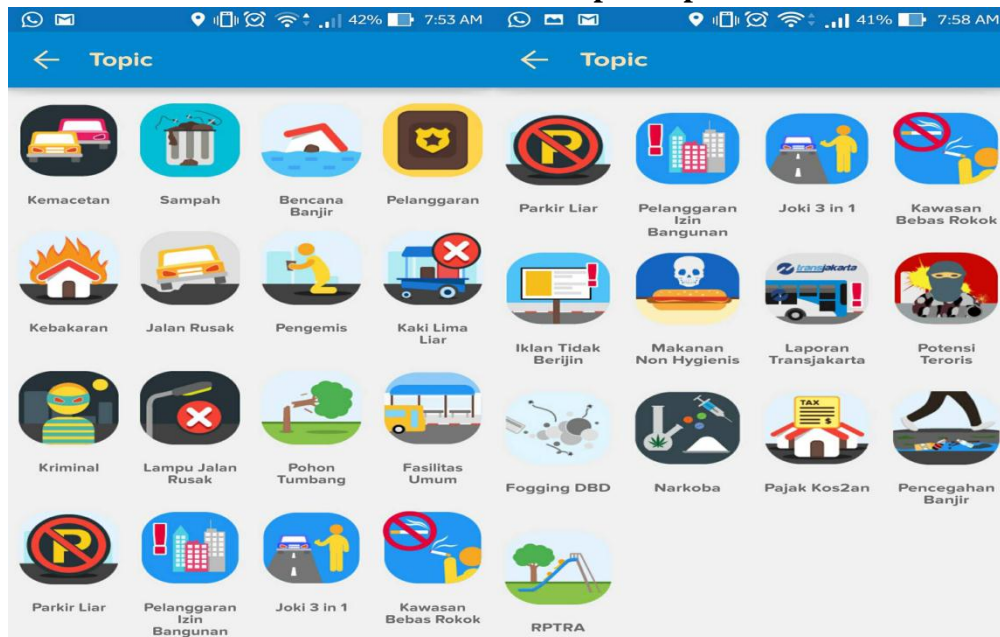 42% 7:53 AM
Topic
Kemacetan
Sampah
Bencana
Banjir
Pelanggaran
Kebakaran
Jalan Rusak
Pengemis
Kaki Lima
Liar
Kriminal
Lampu Jalan
Rusak
Pohon
Tumbang
Fasilitas
Umum
P
Parkir Liar
Pelanggaran
Izin
Bangunan
Joki 3 in 1
Kawasan
Bebas Rokok
41% 7:58 AM
Topic
P
Parkir Liar
Pelanggaran
Izin
Bangunan
Joki 3 in 1
Kawasan
Bebas Rokok
Iklan Tidak
Berijin
Makanan
Non Hygienis
transjakarta
Laporan
Transjakarta
Potensi
Teroris
Fogging DBD
Narkoba
TAX
$
Pajak Kos2an
Pencegahan
Banjir
RPTRA